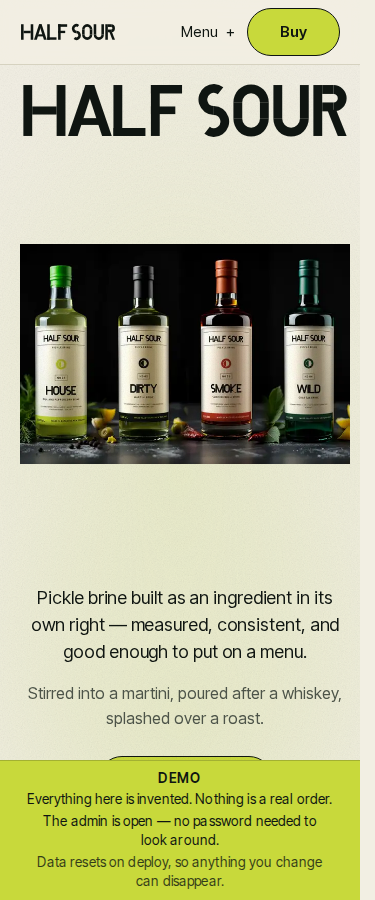 HALF SOUR
Menu +
Buy
HALF SOUR
HALF SOUR
HALF SOUR
HALF SOUR
HALF SOUR
HOUSE
DIRTY
SMOKE
WILD
Pickle brine built as an ingredient in its
own right — measured, consistent, and
good enough to put on a menu.
Stirred into a martini, poured after a whiskey,
splashed over a roast.
DEMO
Everything here is invented. Nothing is a real order.
The admin is open — no password needed to
look around.
Data resets on deploy, so anything you change
can disappear.